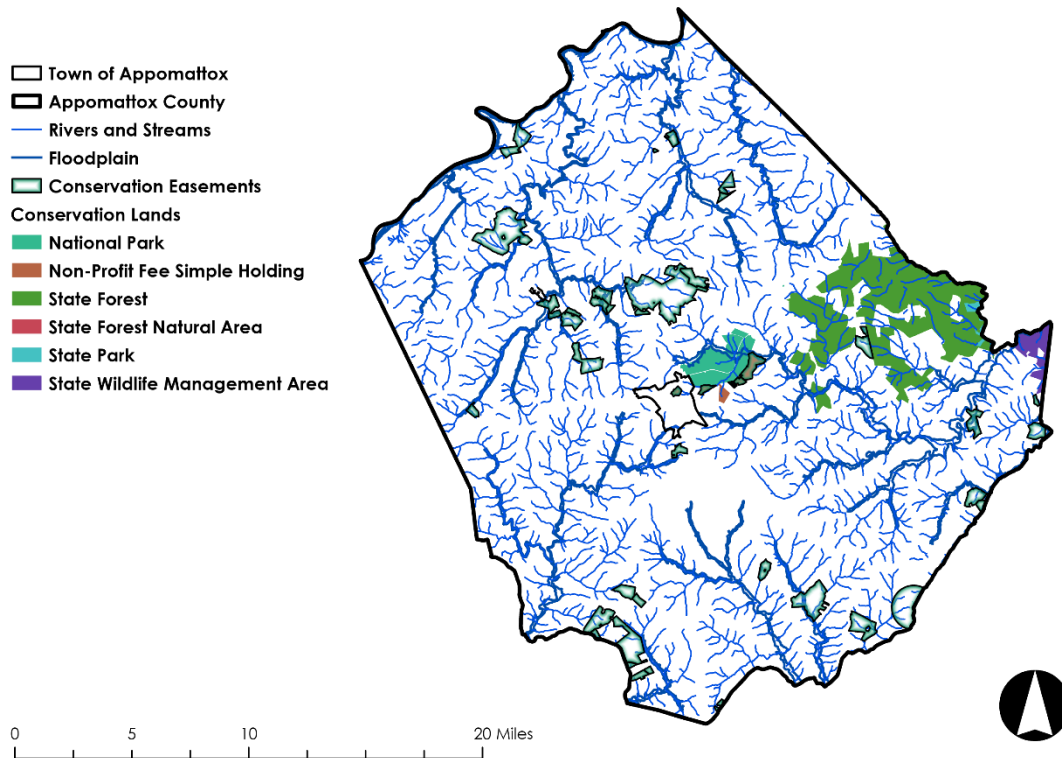 Town of Appomattox
Appomattox County
Rivers and Streams
Floodplain
Conservation Easements
Conservation Lands
National Park
Non-Profit Fee Simple Holding
State Forest
State Forest Natural Area
State Park
State Wildlife Management Area
0 5 10 20 Miles